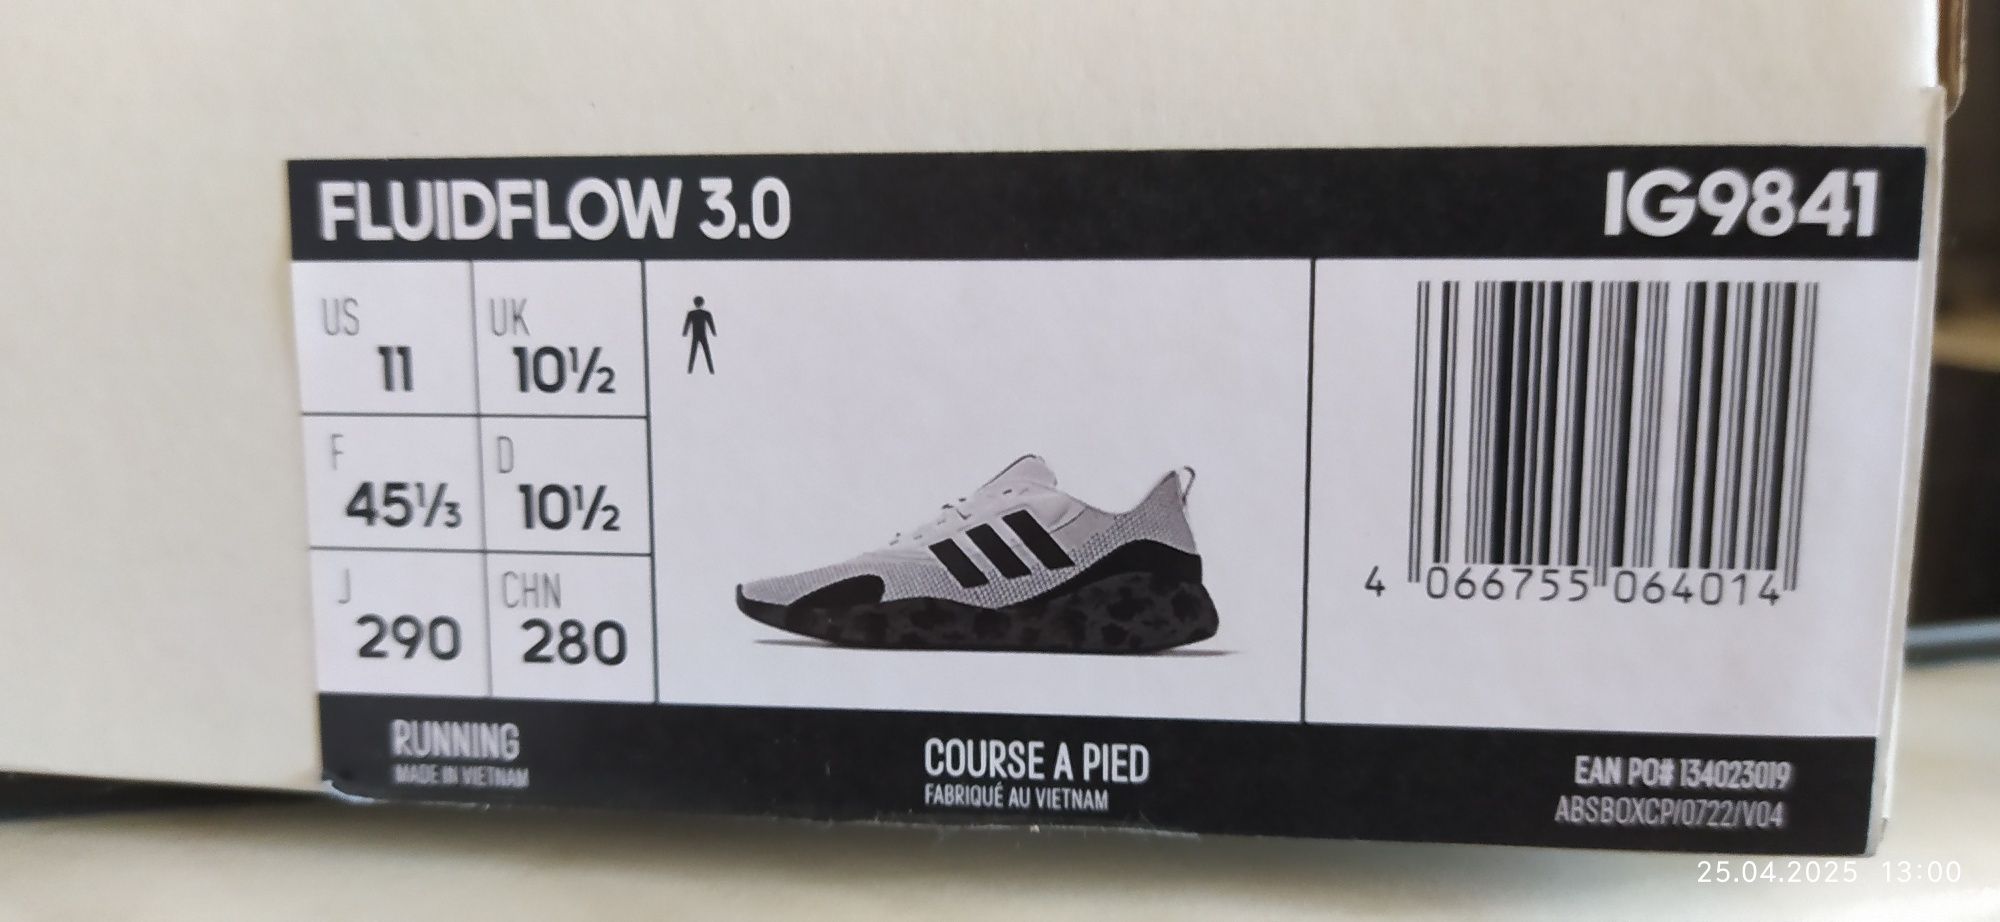 FLUIDFLOW 3.0 IG9841
US 11 UK 10½
F 45⅓ D 10½
J 290 CHN 280
4 066755 064014
RUNNING
MADE IN VIETNAM
COURSE A PIED
FABRIQUÉ AU VIETNAM
EAN PO# 134023019
ABSBOXCP/0722/V04
25.04.2025 13:00